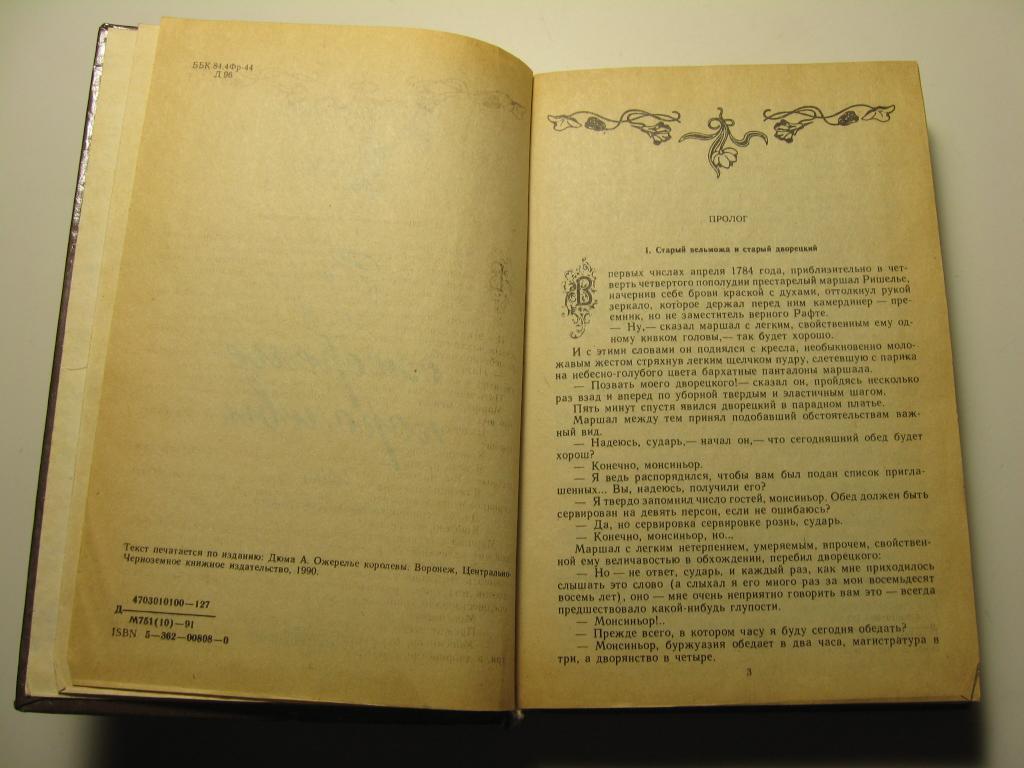 ББК 84.4Фр-44
Д 96
Текст печатается по изданию: Дюма А. Ожерелье королевы. Воронеж, Центрально-
Черноземное книжное издательство, 1990.
4703010100—127
Д
М751(10)—91
ISBN 5—362—00808—0
ПРОЛОГ
I. Старый вельможа и старый дворецкий
В первых числах апреля 1784 года, приблизительно в чет-
верть четвертого пополудни престарелый маршал Ришелье,
начернив себе брови краской с духами, оттолкнул рукой
зеркало, которое держал перед ним камердинер — пре-
емник, но не заместитель верного Рафте.
— Ну,— сказал маршал с легким, свойственным ему од-
ному кивком головы,— так будет хорошо.
И с этими словами он поднялся с кресла, необыкновенно моло-
жавым жестом стряхнув легким щелчком пудру, слетевшую с парика
на небесно-голубого цвета бархатные панталоны маршала.
— Позвать моего дворецкого!— сказал он, пройдясь несколько
раз взад и вперед по уборной твердым и эластичным шагом.
Пять минут спустя явился дворецкий в парадном платье.
Маршал между тем принял подобавший обстоятельствам важ-
ный вид.
— Надеюсь, сударь,— начал он,— что сегодняшний обед будет
хорош?
— Конечно, монсиньор.
— Я ведь распорядился, чтобы вам был подан список пригла-
шенных... Вы, надеюсь, получили его?
— Я твердо запомнил число гостей, монсиньор. Обед должен быть
сервирован на девять персон, если не ошибаюсь?
— Да, но сервировка сервировке рознь, сударь.
— Конечно, монсиньор, но...
Маршал с легким нетерпением, умеряемым, впрочем, свойствен-
ной ему величавостью в обхождении, перебил дворецкого:
— Но — не ответ, сударь, и каждый раз, как мне приходилось
слышать это слово (а слыхал я его много раз за мои восемьдесят
восемь лет), оно — мне очень неприятно говорить вам это — всегда
предшествовало какой-нибудь глупости.
— Монсиньор!..
— Прежде всего, в котором часу я буду сегодня обедать?
— Монсиньор, буржуазия обедает в два часа, магистратура в
три, а дворянство в четыре.
3